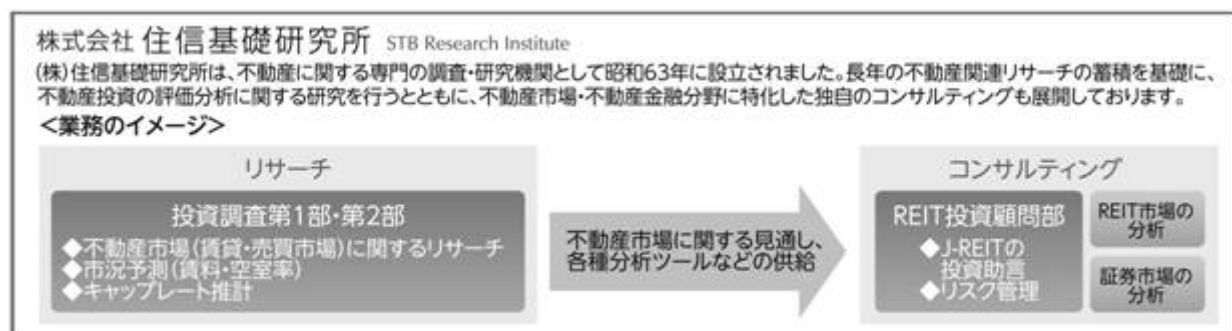 株式会社 住信基礎研究所 STB Research Institute
(株)住信基礎研究所は、不動産に関する専門の調査・研究機関として昭和63年に設立されました。長年の不動産関連リサーチの蓄積を基礎に、
不動産投資の評価分析に関する研究を行うとともに、不動産市場・不動産金融分野に特化した独自のコンサルティングも展開しております。
<業務のイメージ>
リサーチ
投資調査第1部・第2部
◆不動産市場(賃貸・売買市場)に関するリサーチ
◆市況予測(賃料・空室率)
◆キャップレート推計
不動産市場に関する見通し、
各種分析ツールなどの供給
コンサルティング
REIT投資顧問部
◆J-REITの
投資助言
◆リスク管理
REIT市場の
分析
証券市場の
分析